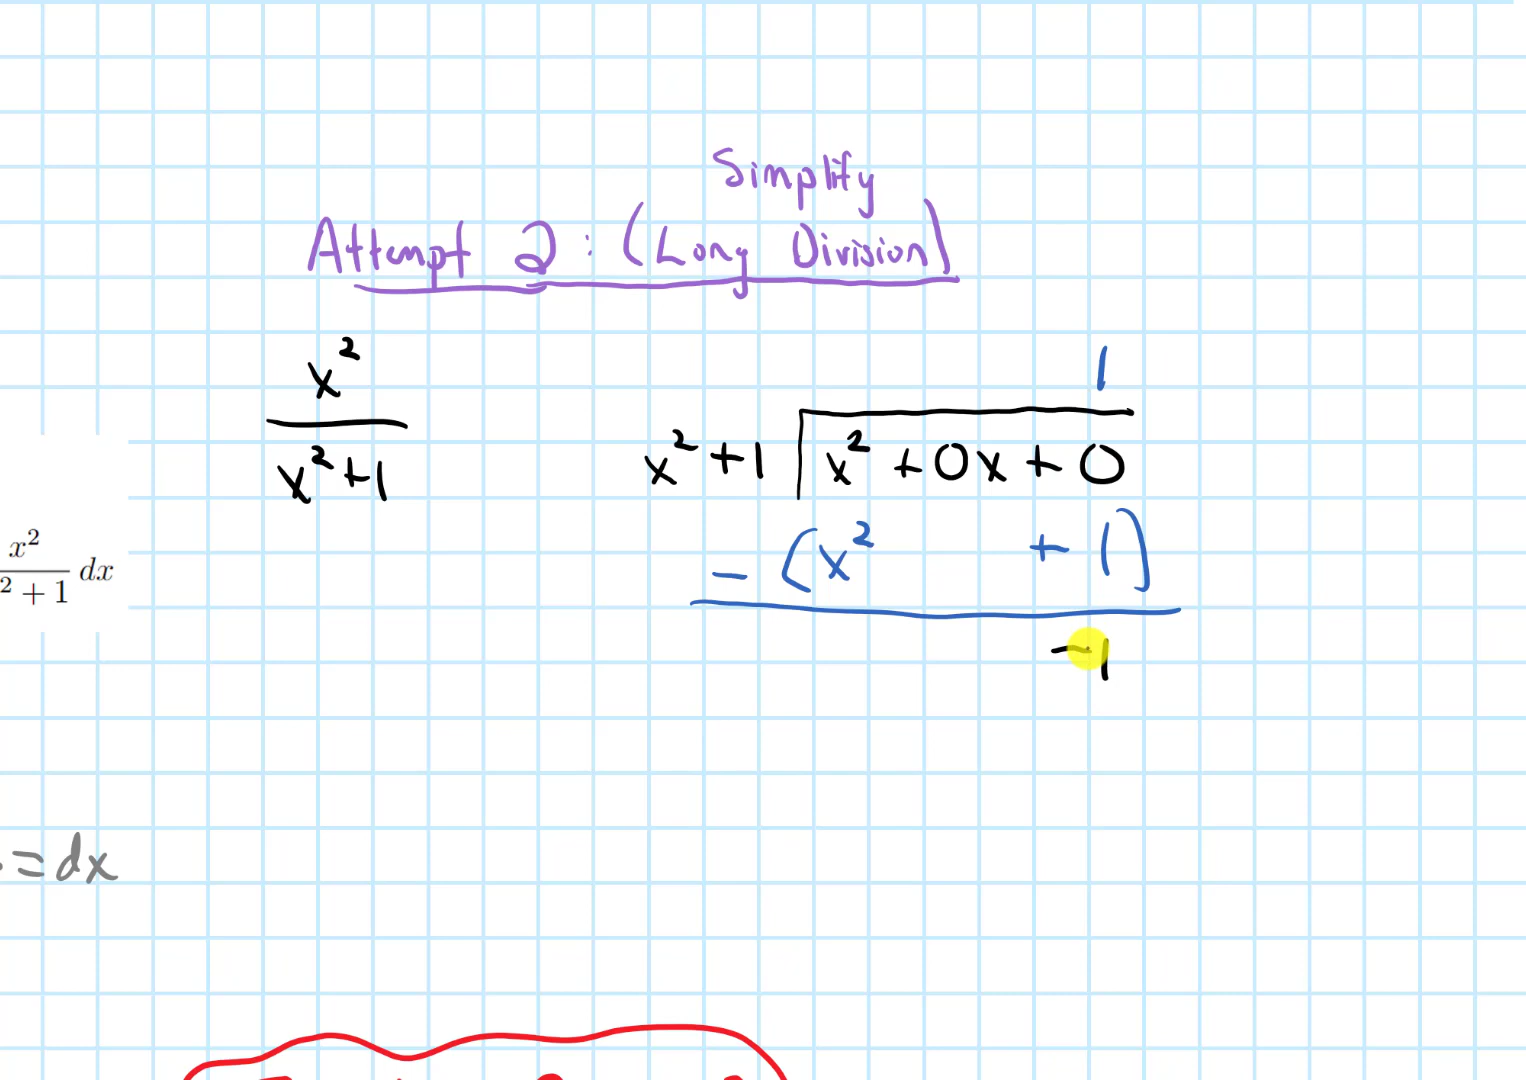 Simplify
Attempt 2: (Long Division)
x²
x² + 1
1
x² + 1 x² + 0x + 0
- (x² + 1)
-1
x²
2 + 1 dx
= dx